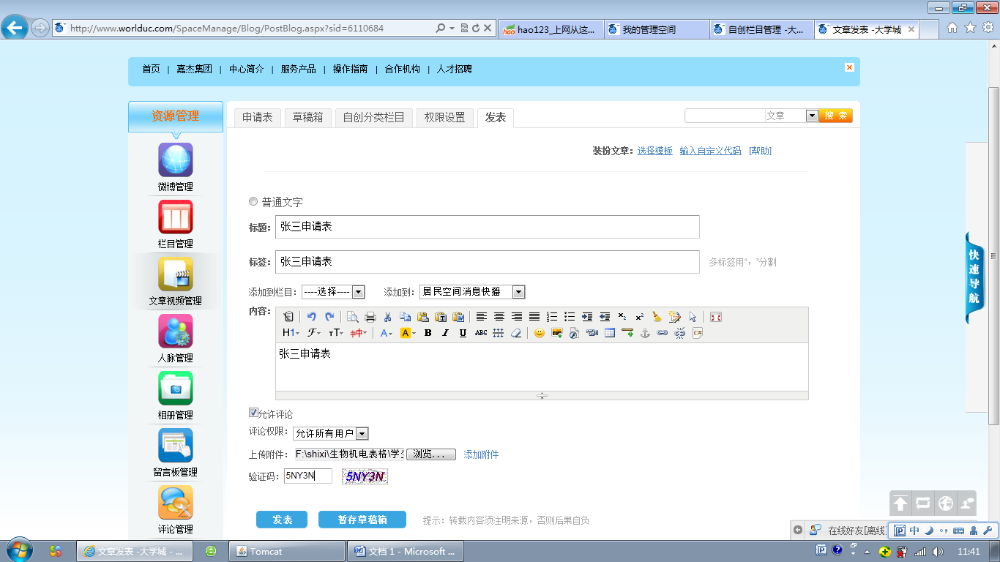 http://www.worlduc.com/SpaceManage/Blog/PostBlog.aspx?sid=6110684
hao123_上网从这...
我的管理空间
自创栏目管理 -大...
文章发表 -大学城
首页 | 嘉杰集团 | 中心简介 | 服务产品 | 操作指南 | 合作机构 | 人才招聘
资源管理
申请表
草稿箱
自创分类栏目
权限设置
发表
文章
搜 索
装扮文章：选择模板 输入自定义代码 [帮助]
微博管理
栏目管理
文章视频管理
人脉管理
相册管理
留言板管理
评论管理
普通文字
标题：张三申请表
标签：张三申请表 多标签用“，”分割
添加到栏目：----选择---- 添加到：居民空间消息快播
内容：
张三申请表
允许评论
评论权限：允许所有用户
上传附件：F:\shixi\生物机电表格\学 浏览... 添加附件
验证码：5NY3N 5NY3N
发表 暂存草稿箱 提示：转载内容须注明来源，否则后果自负
快速导航
在线好友[离线
中
文章发表 -大学城 - ...
Tomcat
文档 1 - Microsoft ...
11:41